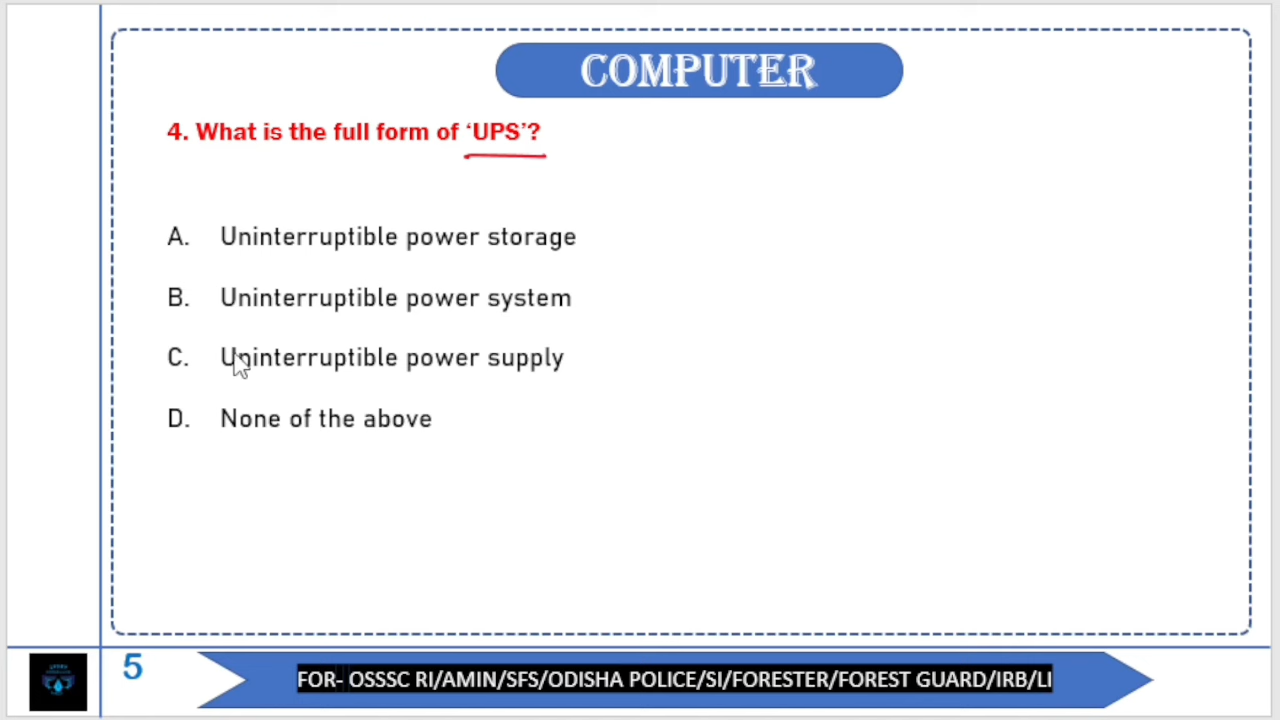 COMPUTER
4. What is the full form of ‘UPS’?
A. Uninterruptible power storage
B. Uninterruptible power system
C. Uninterruptible power supply
D. None of the above
5
FOR- OSSSC RI/AMIN/SFS/ODISHA POLICE/SI/FORESTER/FOREST GUARD/IRB/LI